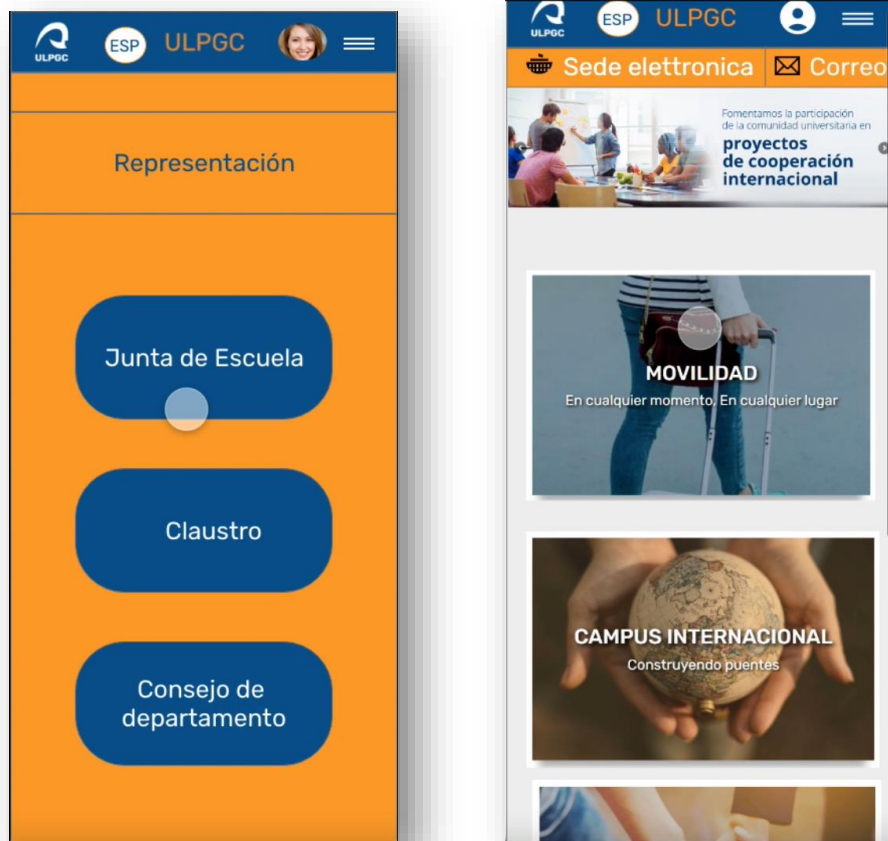 ULPGC
ESP
ULPGC
Representación
Junta de Escuela
Claustro
Consejo de
departamento
ULPGC
ESP
ULPGC
Sede elettronica
Correo
Fomentamos la participación
de la comunidad universitaria en
proyectos
de cooperación
internacional
MOVILIDAD
En cualquier momento, En cualquier lugar
CAMPUS INTERNACIONAL
Construyendo puentes